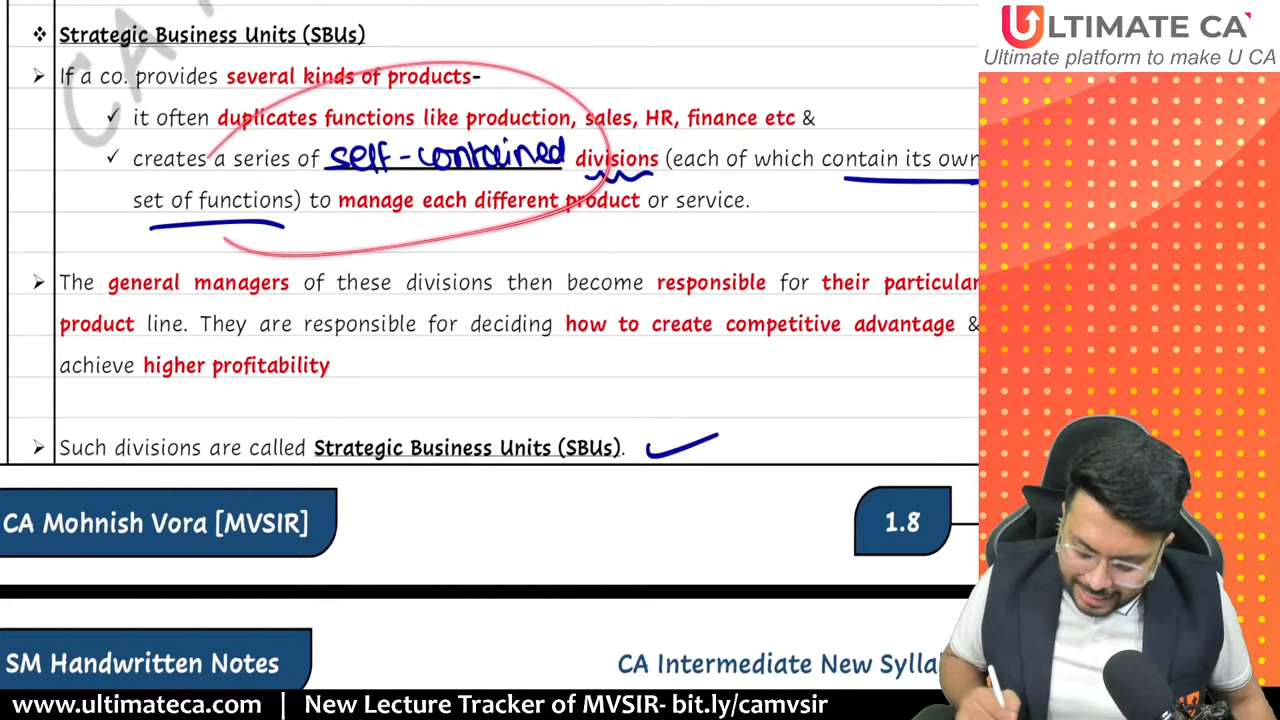 ULTIMATE CA
Ultimate platform to make U CA
❖ Strategic Business Units (SBUs)
➤ If a co. provides several kinds of products-
✓ it often duplicates functions like production, sales, HR, finance etc &
✓ creates a series of self-contained divisions (each of which contain its own
set of functions) to manage each different product or service.
➤ The general managers of these divisions then become responsible for their particular
product line. They are responsible for deciding how to create competitive advantage &
achieve higher profitability
➤ Such divisions are called Strategic Business Units (SBUs).
CA Mohnish Vora [MVSIR]
1.8
SM Handwritten Notes
CA Intermediate New Sylla
www.ultimateca.com | New Lecture Tracker of MVSIR- bit.ly/camvsir